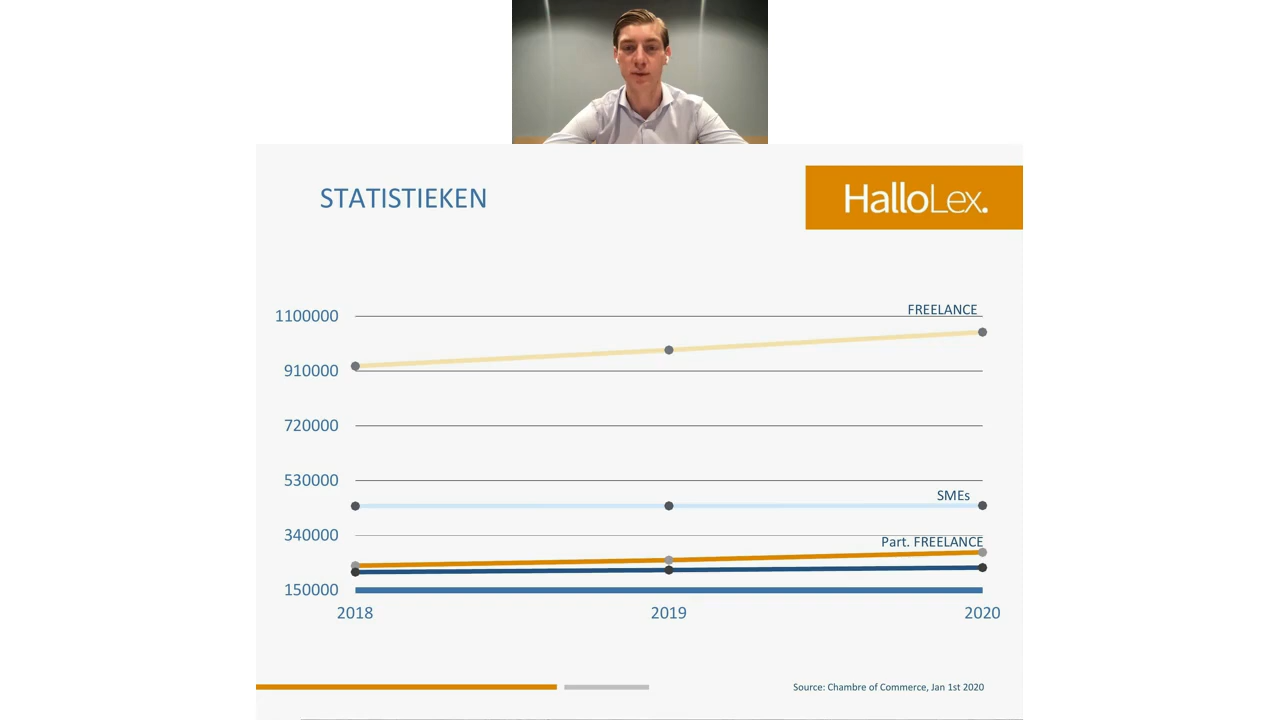 STATISTIEKEN
HalloLex.
1100000
FREELANCE
910000
720000
530000
SMEs
340000
Part. FREELANCE
150000
2018 2019 2020
Source: Chambre of Commerce, Jan 1st 2020